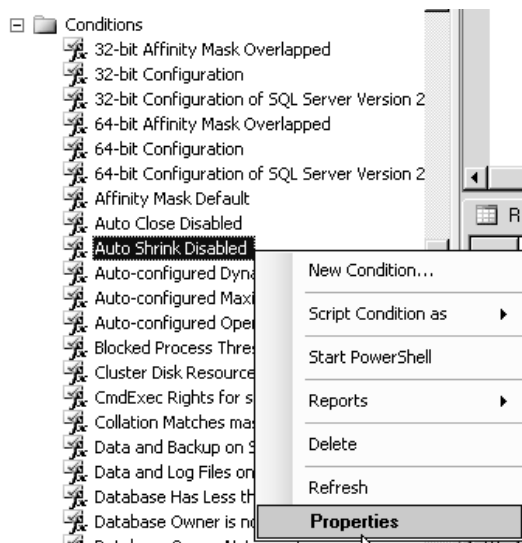 Conditions
32-bit Affinity Mask Overlapped
32-bit Configuration
32-bit Configuration of SQL Server Version 2
64-bit Affinity Mask Overlapped
64-bit Configuration
64-bit Configuration of SQL Server Version 2
Affinity Mask Default
Auto Close Disabled
R
Auto Shrink Disabled
Auto-configured Dyna
New Condition...
Auto-configured Maxi
Script Condition as
Auto-configured Oper
Blocked Process Thres
Start PowerShell
Cluster Disk Resource
CmdExec Rights for s
Reports
Collation Matches mas
Data and Backup on S
Delete
Data and Log Files on
Refresh
Database Has Less th
Database Owner is no
Properties